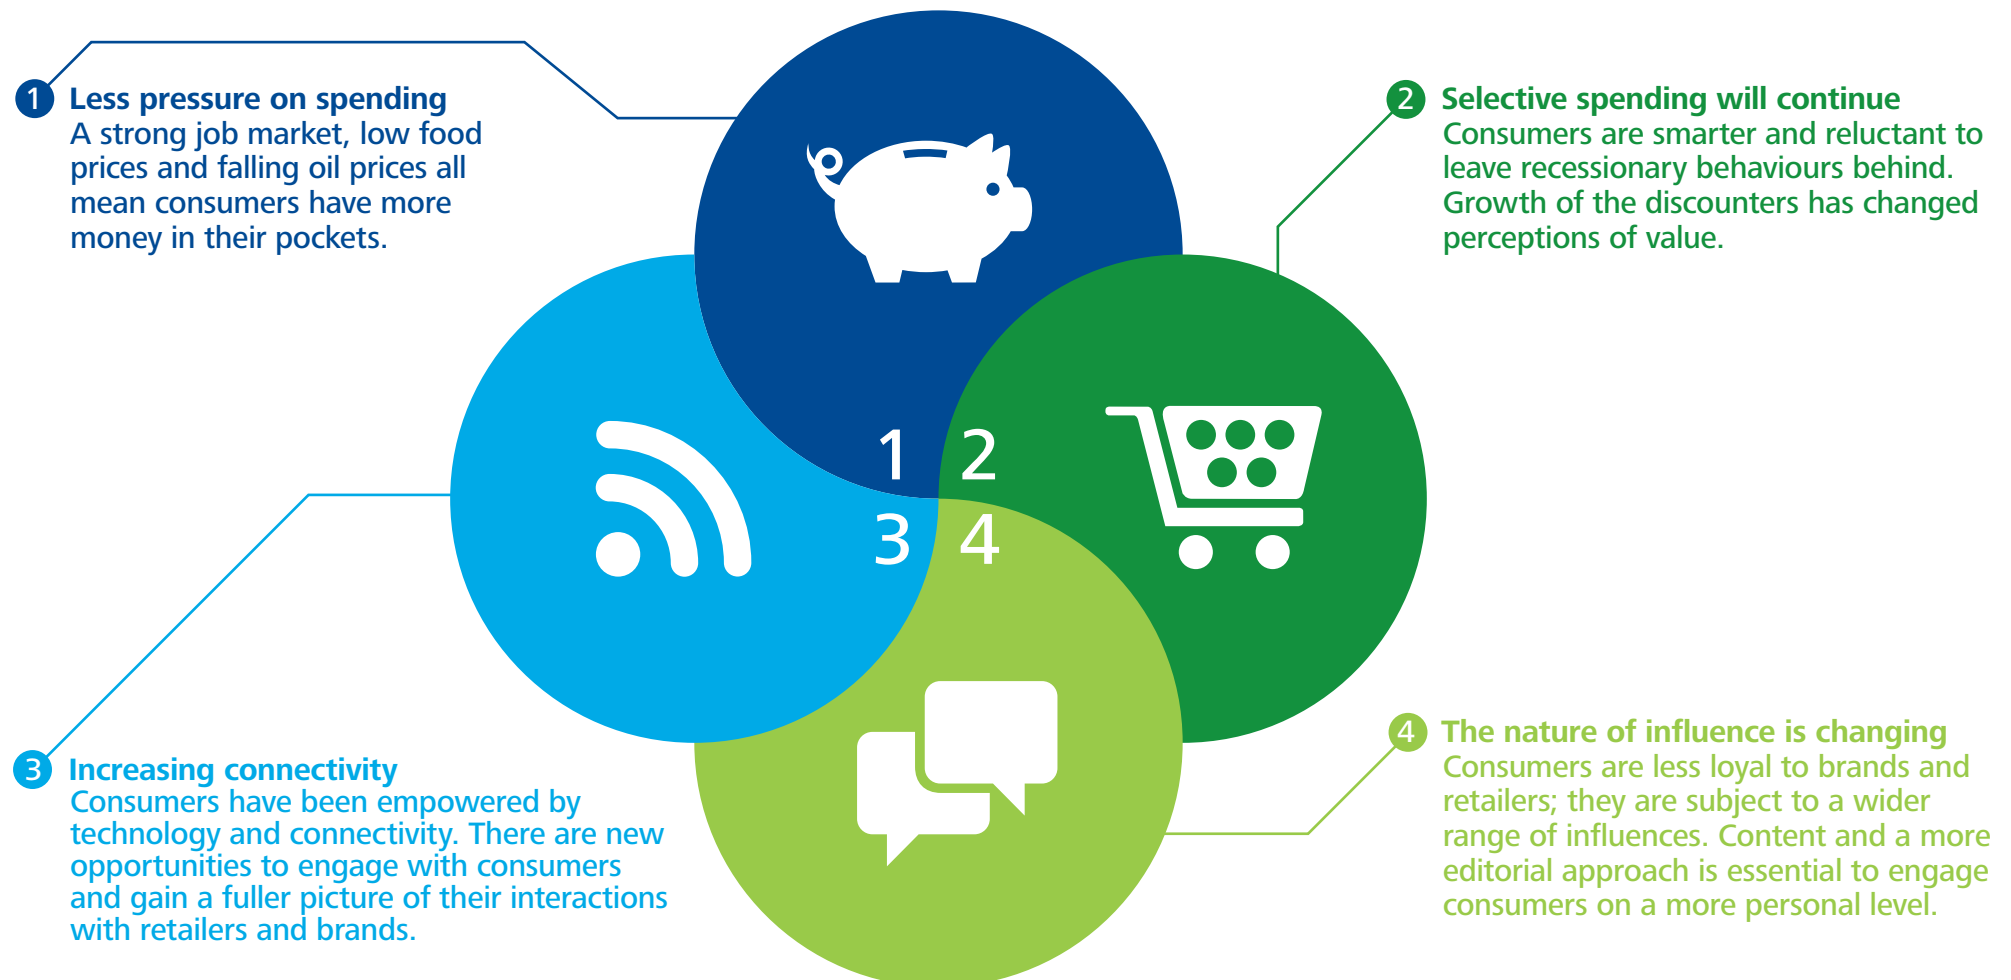 1 Less pressure on spending
A strong job market, low food
prices and falling oil prices all
mean consumers have more
money in their pockets.
2 Selective spending will continue
Consumers are smarter and reluctant to
leave recessionary behaviours behind.
Growth of the discounters has changed
perceptions of value.
1 2
3 4
3 Increasing connectivity
Consumers have been empowered by
technology and connectivity. There are new
opportunities to engage with consumers
and gain a fuller picture of their interactions
with retailers and brands.
4 The nature of influence is changing
Consumers are less loyal to brands and
retailers; they are subject to a wider
range of influences. Content and a more
editorial approach is essential to engage
consumers on a more personal level.